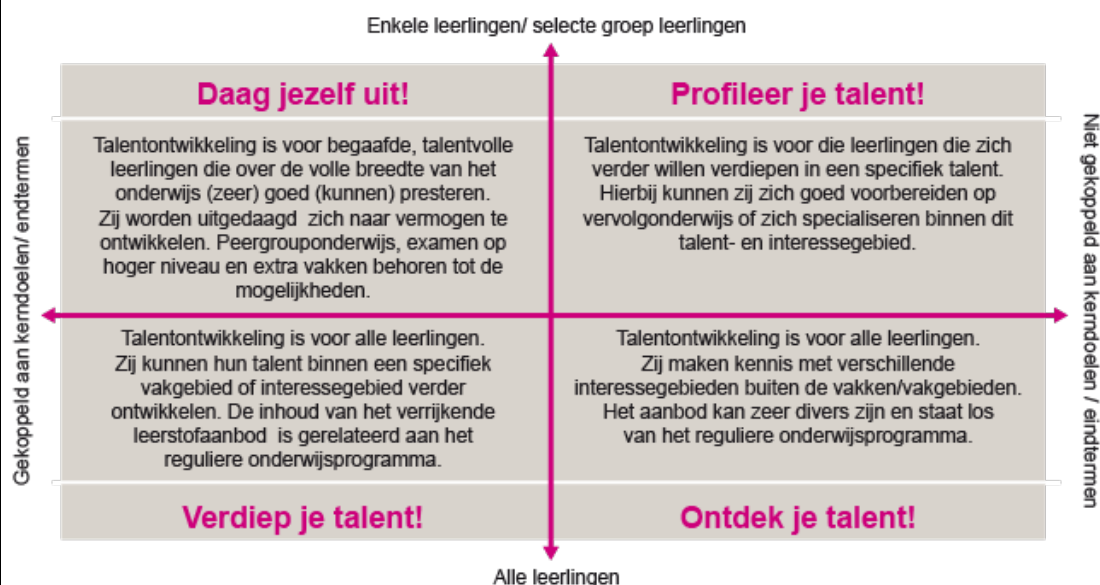 Enkele leerlingen/ selecte groep leerlingen
Daag jezelf uit!
Talentontwikkeling is voor begaafde, talentvolle
leerlingen die over de volle breedte van het
onderwijs (zeer) goed (kunnen) presteren.
Zij worden uitgedaagd zich naar vermogen te
ontwikkelen. Peergrouponderwijs, examen op
hoger niveau en extra vakken behoren tot de
mogelijkheden.
Profileer je talent!
Talentontwikkeling is voor die leerlingen die zich
verder willen verdiepen in een specifiek talent.
Hierbij kunnen zij zich goed voorbereiden op
vervolgonderwijs of zich specialiseren binnen dit
talent- en interessegebied.
Gekoppeld aan kerndoelen/ endtermen
Niet gekoppeld aan kerndoelen / eindtermen
Talentontwikkeling is voor alle leerlingen.
Zij kunnen hun talent binnen een specifiek
vakgebied of interessegebied verder
ontwikkelen. De inhoud van het verrijkende
leerstofaanbod is gerelateerd aan het
reguliere onderwijsprogramma.
Verdiep je talent!
Talentontwikkeling is voor alle leerlingen.
Zij maken kennis met verschillende
interessegebieden buiten de vakken/vakgebieden.
Het aanbod kan zeer divers zijn en staat los
van het reguliere onderwijsprogramma.
Ontdek je talent!
Alle leerlingen